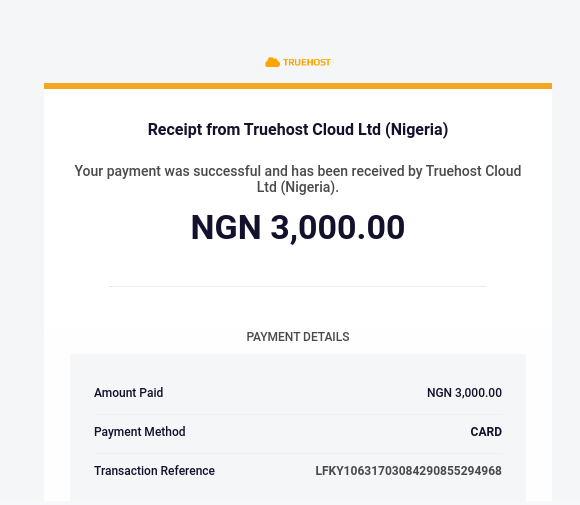 TRUEHOST
Receipt from Truehost Cloud Ltd (Nigeria)
Your payment was successful and has been received by Truehost Cloud
Ltd (Nigeria).
NGN 3,000.00
PAYMENT DETAILS
Amount Paid NGN 3,000.00
Payment Method CARD
Transaction Reference LFKY10631703084290855294968